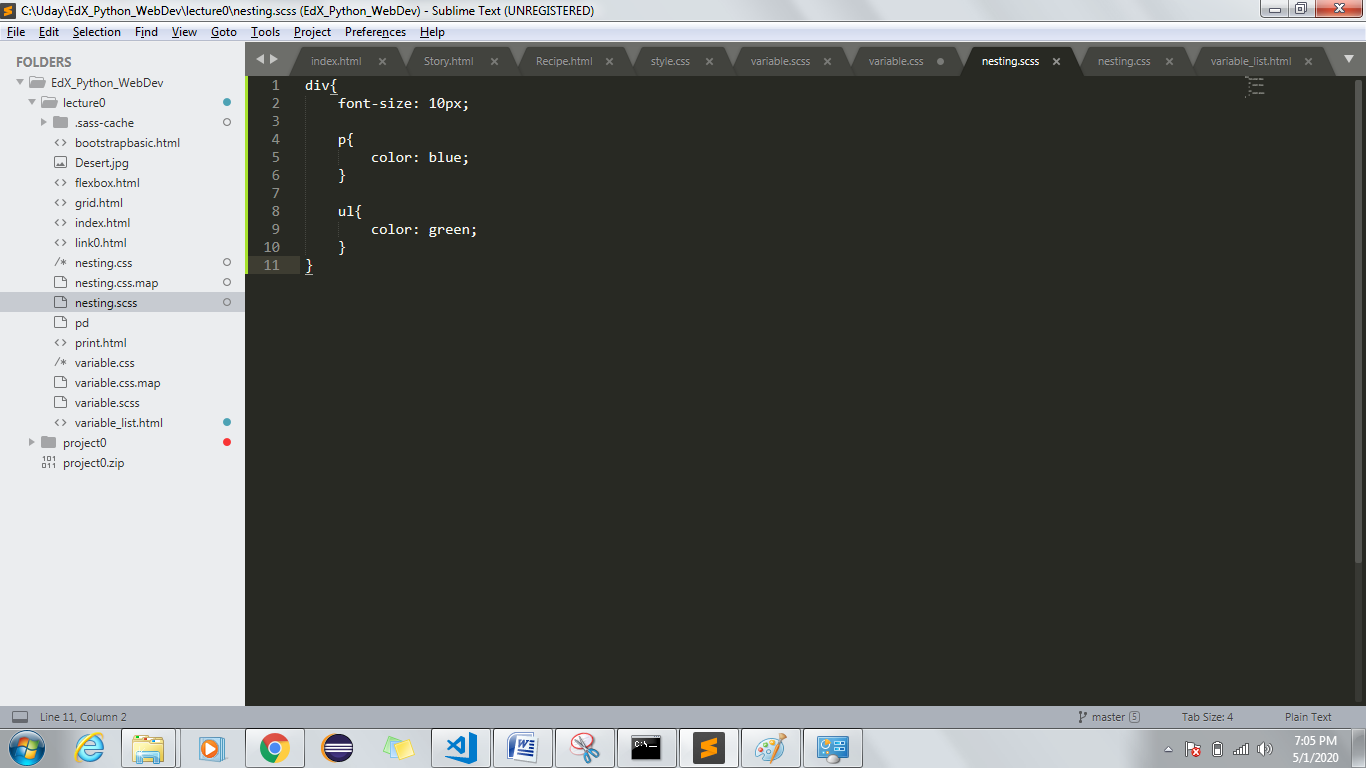 C:\Uday\EdX_Python_WebDev\lecture0\nesting.scss (EdX_Python_WebDev) - Sublime Text (UNREGISTERED)
File Edit Selection Find View Goto Tools Project Preferences Help
FOLDERS
EdX_Python_WebDev
lecture0
.sass-cache
bootstrapbasic.html
Desert.jpg
flexbox.html
grid.html
index.html
link0.html
nesting.css
nesting.css.map
nesting.scss
pd
print.html
variable.css
variable.css.map
variable.scss
variable_list.html
project0
project0.zip
index.html Story.html Recipe.html style.css variable.scss variable.css nesting.scss nesting.css variable_list.html
1 div{
2 font-size: 10px;
3
4 p{
5 color: blue;
6 }
7
8 ul{
9 color: green;
10 }
11 }
Line 11, Column 2 master 5 Tab Size: 4 Plain Text
7:05 PM
5/1/2020